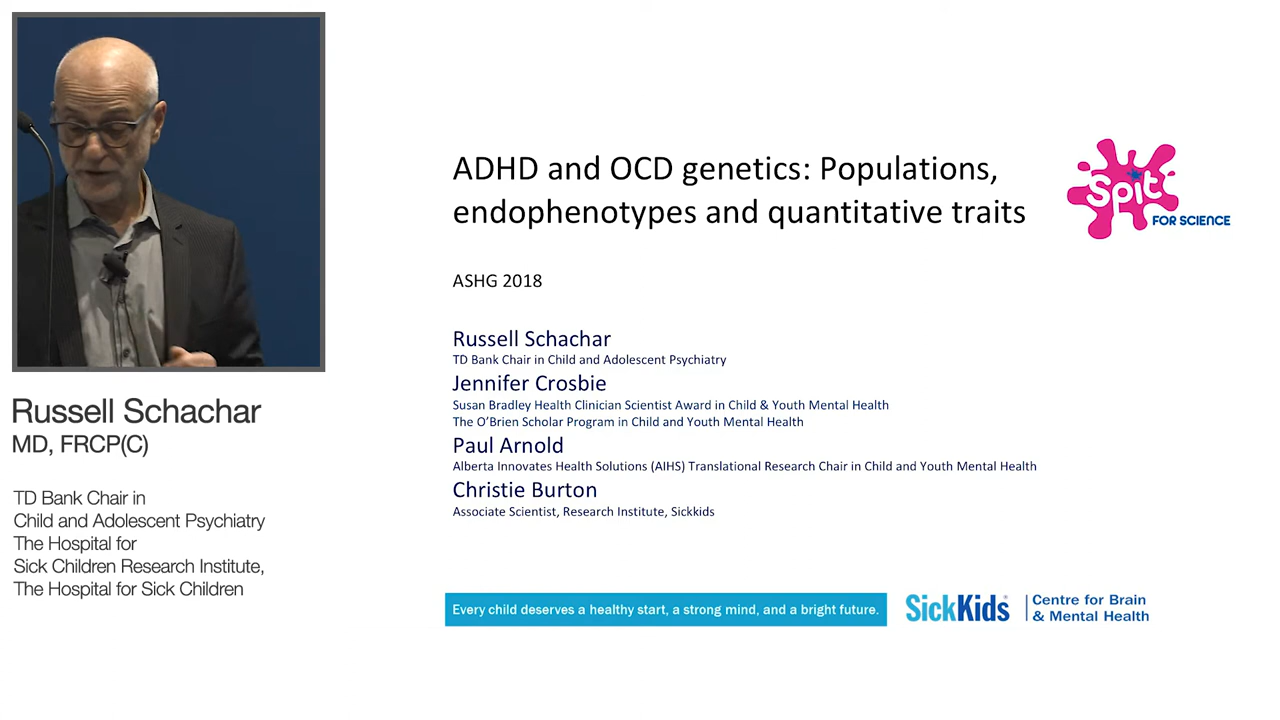 Russell Schachar
MD, FRCP(C)
TD Bank Chair in
Child and Adolescent Psychiatry
The Hospital for
Sick Children Research Institute,
The Hospital for Sick Children
ADHD and OCD genetics: Populations,
endophenotypes and quantitative traits
Spit
FOR SCIENCE
ASHG 2018
Russell Schachar
TD Bank Chair in Child and Adolescent Psychiatry
Jennifer Crosbie
Susan Bradley Health Clinician Scientist Award in Child & Youth Mental Health
The O’Brien Scholar Program in Child and Youth Mental Health
Paul Arnold
Alberta Innovates Health Solutions (AIHS) Translational Research Chair in Child and Youth Mental Health
Christie Burton
Associate Scientist, Research Institute, Sickkids
Every child deserves a healthy start, a strong mind, and a bright future.
SickKids®
Centre for Brain
& Mental Health